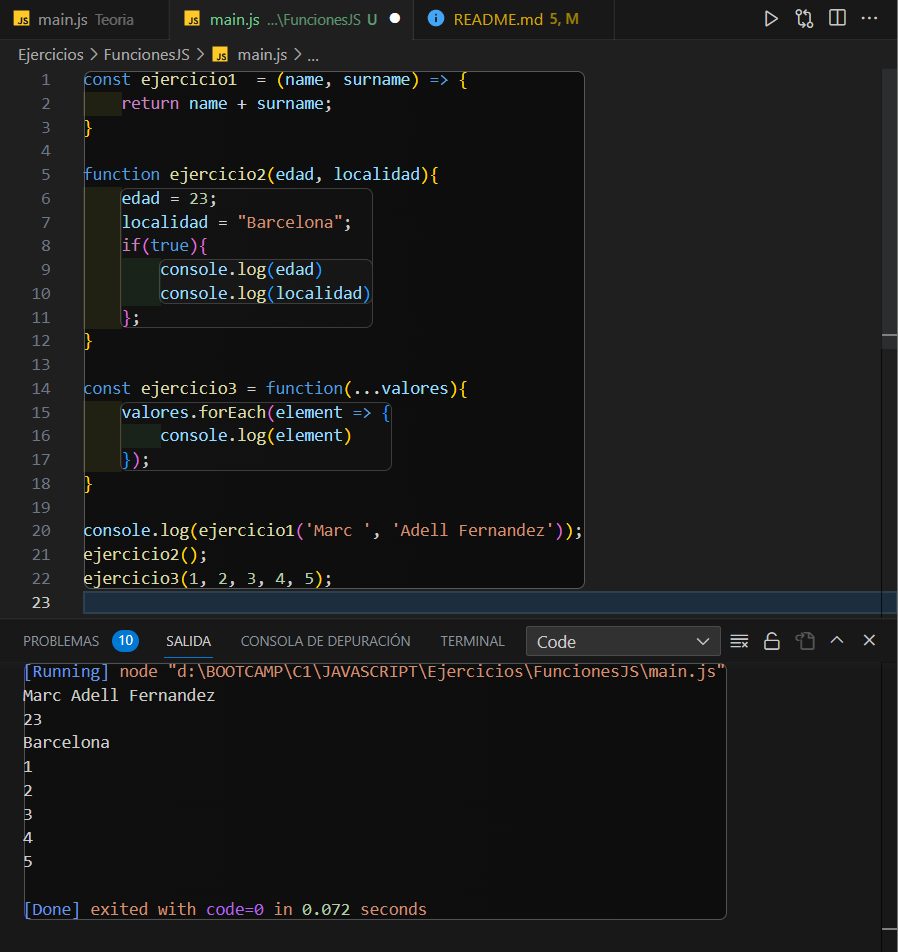 JS main.js Teoria JS main.js ...\FuncionesJS U README.md 5, M
Ejercicios > FuncionesJS > JS main.js > ...
1 const ejercicio1  = (name, surname) => {
2     return name + surname;
3 }
4
5 function ejercicio2(edad, localidad){
6     edad = 23;
7     localidad = "Barcelona";
8     if(true){
9         console.log(edad)
10         console.log(localidad)
11     };
12 }
13
14 const ejercicio3 = function(...valores){
15     valores.forEach(element => {
16         console.log(element)
17     });
18 }
19
20 console.log(ejercicio1('Marc ', 'Adell Fernandez'));
21 ejercicio2();
22 ejercicio3(1, 2, 3, 4, 5);
23
PROBLEMAS 10 SALIDA CONSOLA DE DEPURACIÓN TERMINAL Code
[Running] node "d:\BOOTCAMP\C1\JAVASCRIPT\Ejercicios\FuncionesJS\main.js"
Marc Adell Fernandez
23
Barcelona
1
2
3
4
5
[Done] exited with code=0 in 0.072 seconds